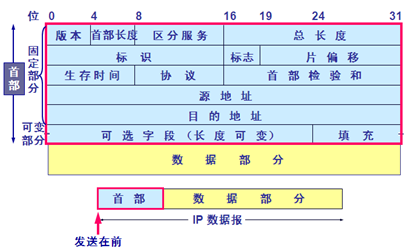 位 0 4 8 16 19 24 31
版本 首部长度 区分服务 总长度
标识 标志 片偏移
生存时间 协议 首部检验和
源地址
目的地址
可选字段（长度可变） 填充
数据部分
首部
固定部分
可变部分
首部 数据部分
IP 数据报
发送在前